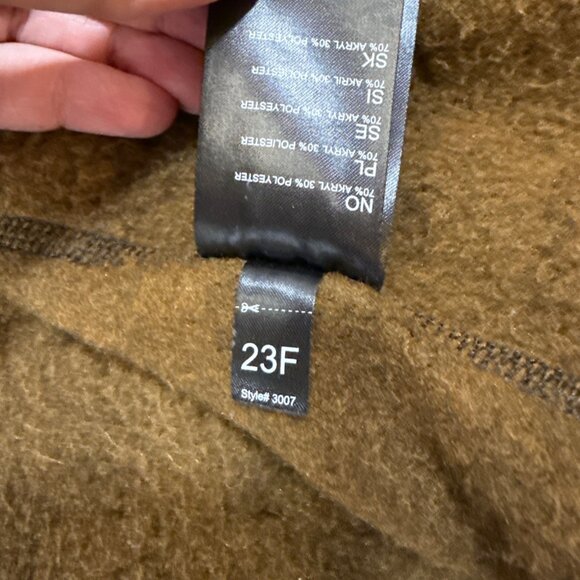 NO
70% AKRYL 30% POLYESTER
PL
70% AKRYL 30% POLIESTER
SE
70% AKRYL 30% POLYESTER
SI
70% AKRIL 30% POLIESTER
SK
70% AKRYL 30% POLYESTER
23F
Style# 3007